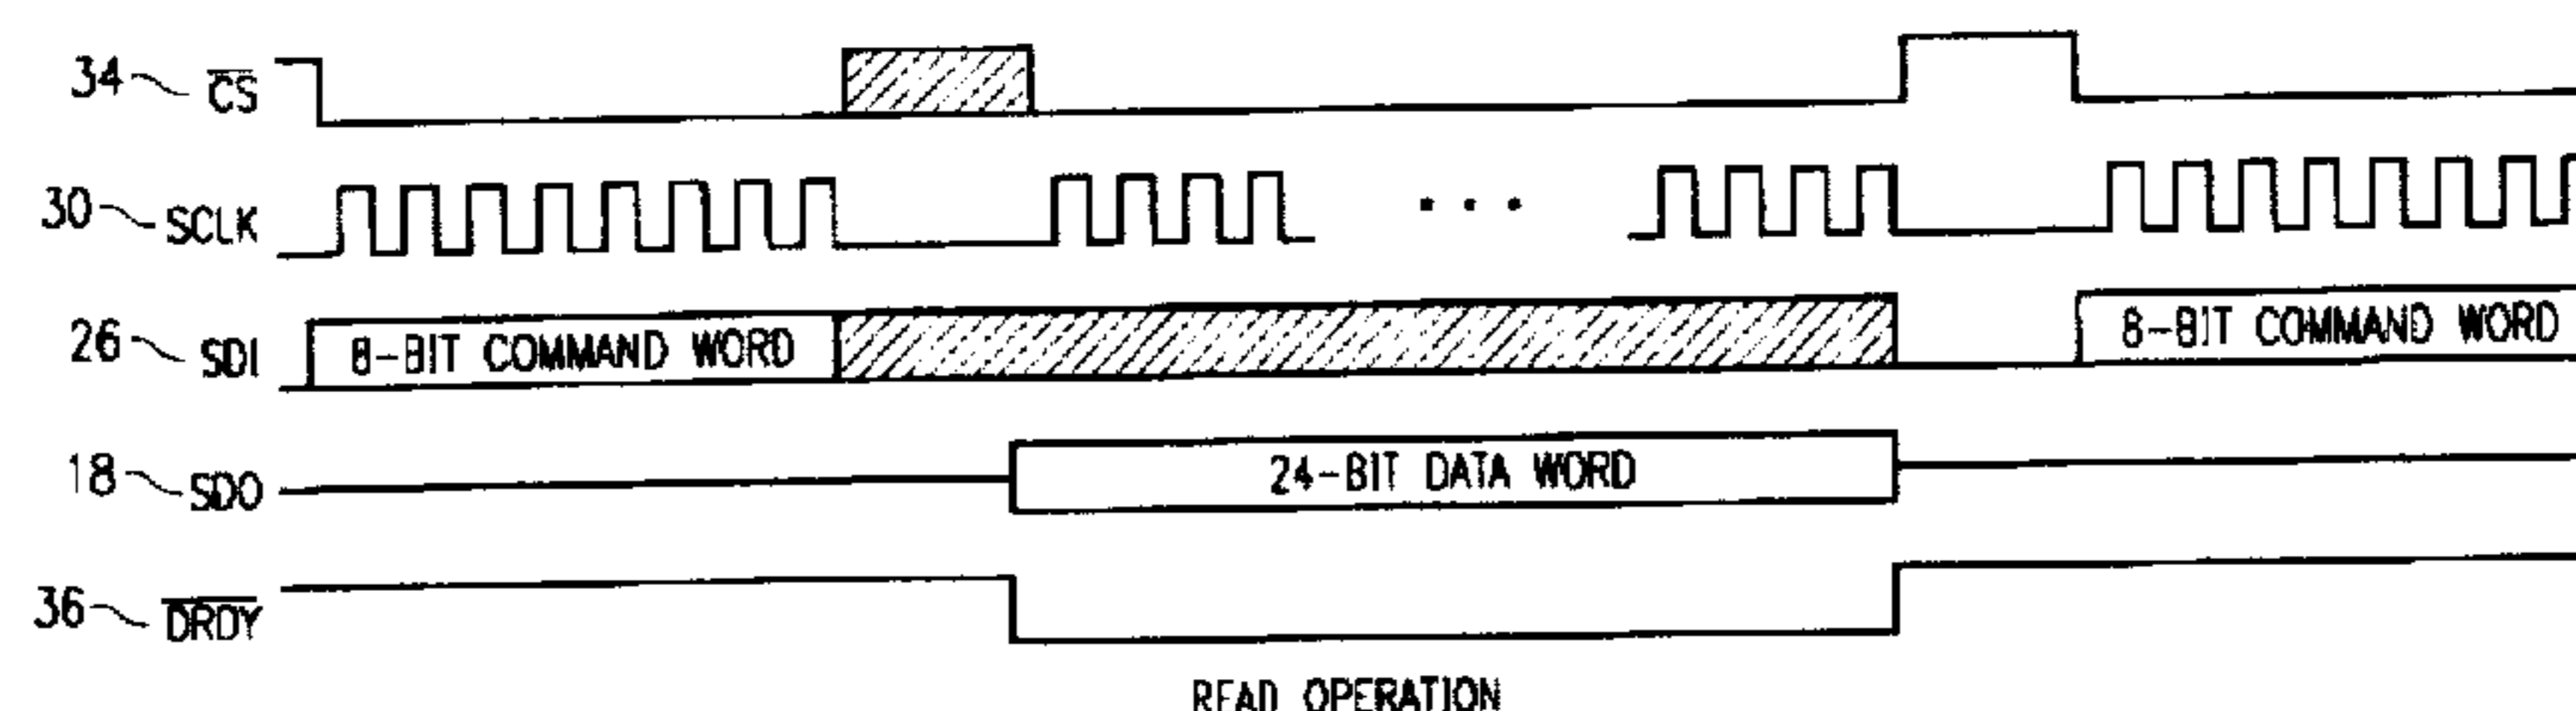 34 CS
30 SCLK
• • •
26 SDI 8-BIT COMMAND WORD 8-BIT COMMAND WORD
18 SDO 24-BIT DATA WORD
36 DRDY
READ OPERATION